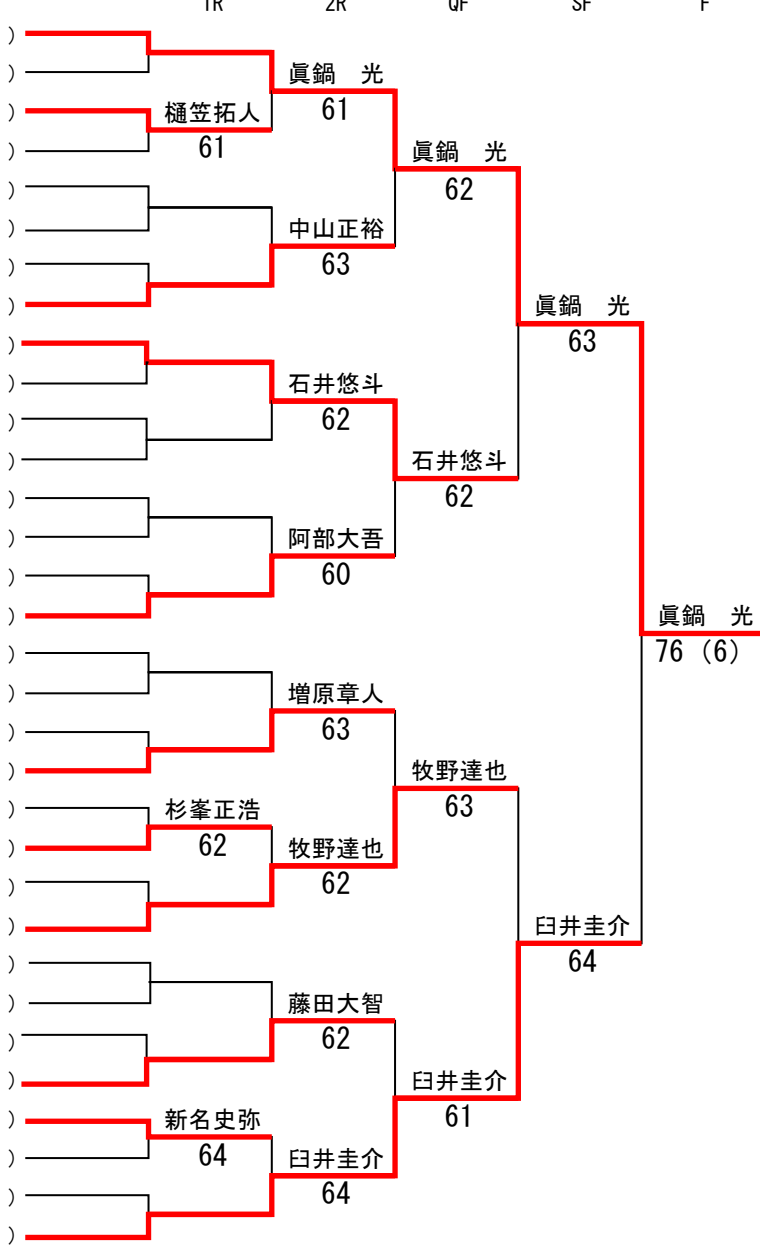 1R 2R QF SF F
)
)
眞鍋　光
) 樋笠拓人 61
) 61 眞鍋　光
) 62
) 中山正裕
) 63
) 眞鍋　光
) 63
) 石井悠斗
) 62
) 石井悠斗
) 62
) 阿部大吾
) 60
) 眞鍋　光
) 76（6）
) 増原章人
) 63
) 牧野達也
) 杉峯正浩 63
) 62 牧野達也
) 62
) 臼井圭介
) 64
) 藤田大智
) 62
) 臼井圭介
) 新名史弥 61
) 64 臼井圭介
) 64
)